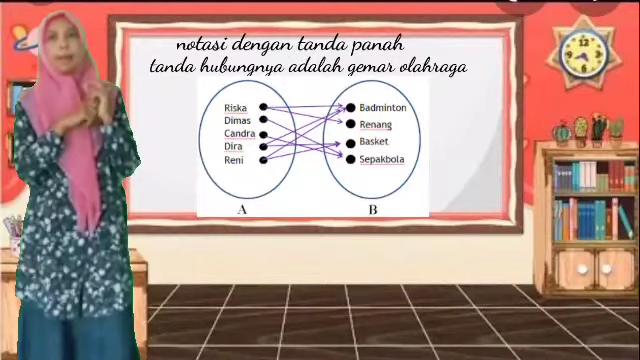 notasi dengan tanda panah
tanda hubungnya adalah gemar olahraga
Riska
Dimas
Candra
Dira
Reni
Badminton
Renang
Basket
Sepakbola
A
B